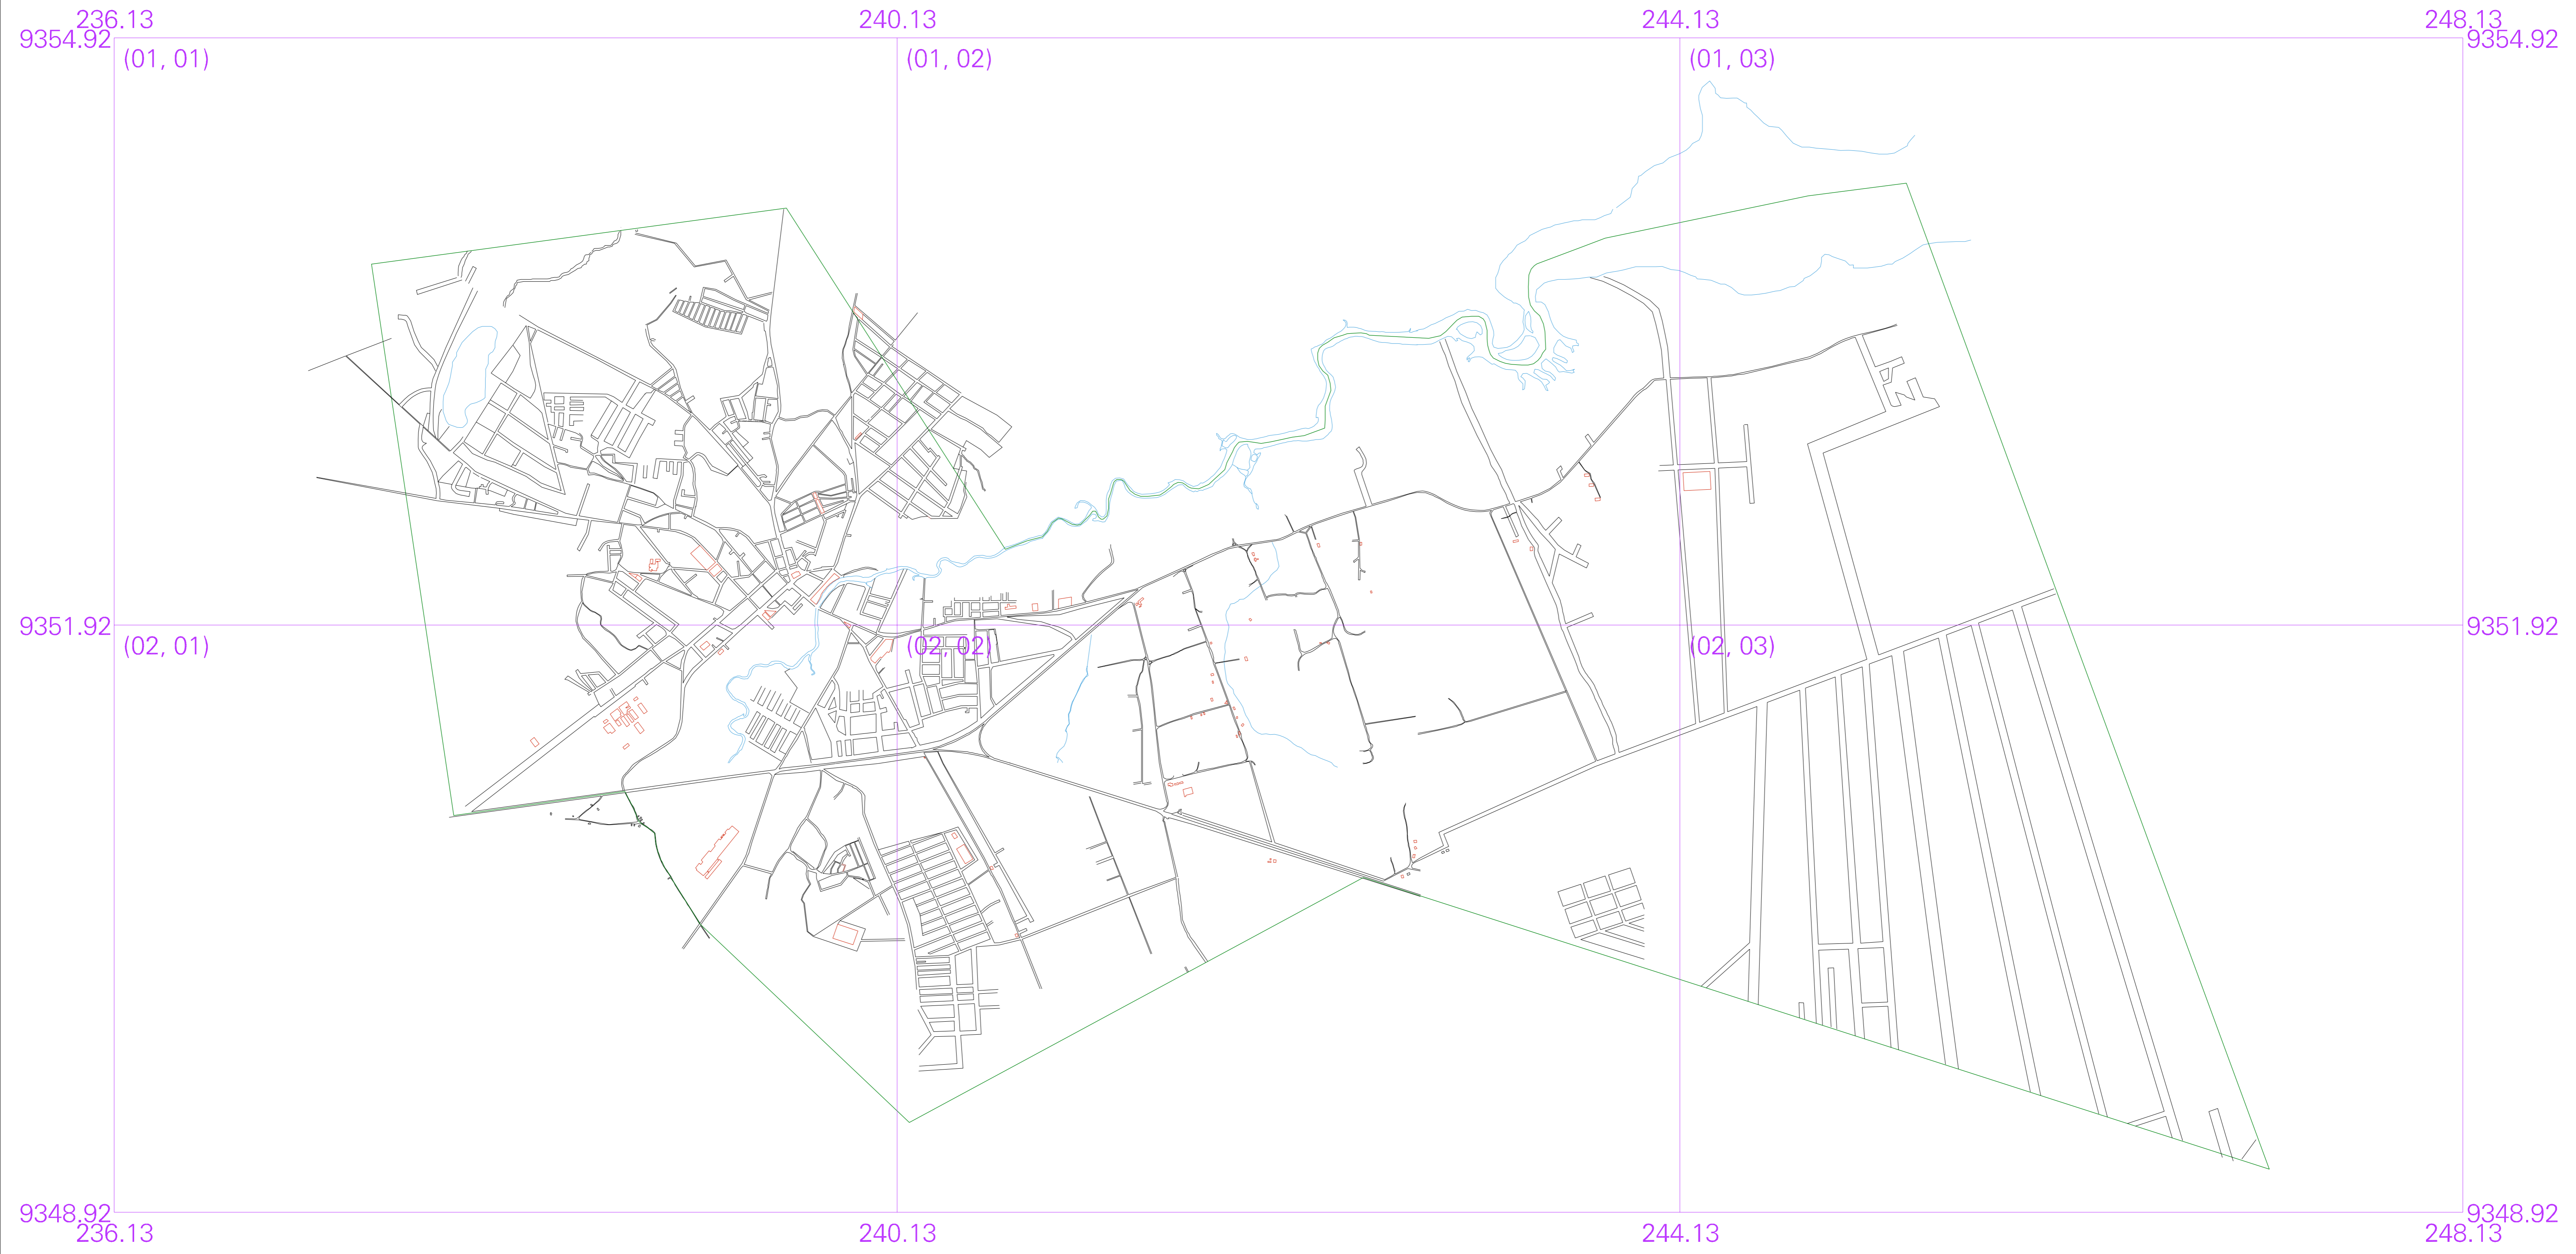 236.13 240.13 244.13 248.13
9354.92 9354.92
(01, 01) (01, 02) (01, 03)
9351.92 9351.92
(02, 01) (02, 02) (02, 03)
9348.92 9348.92
236.13 240.13 244.13 248.13